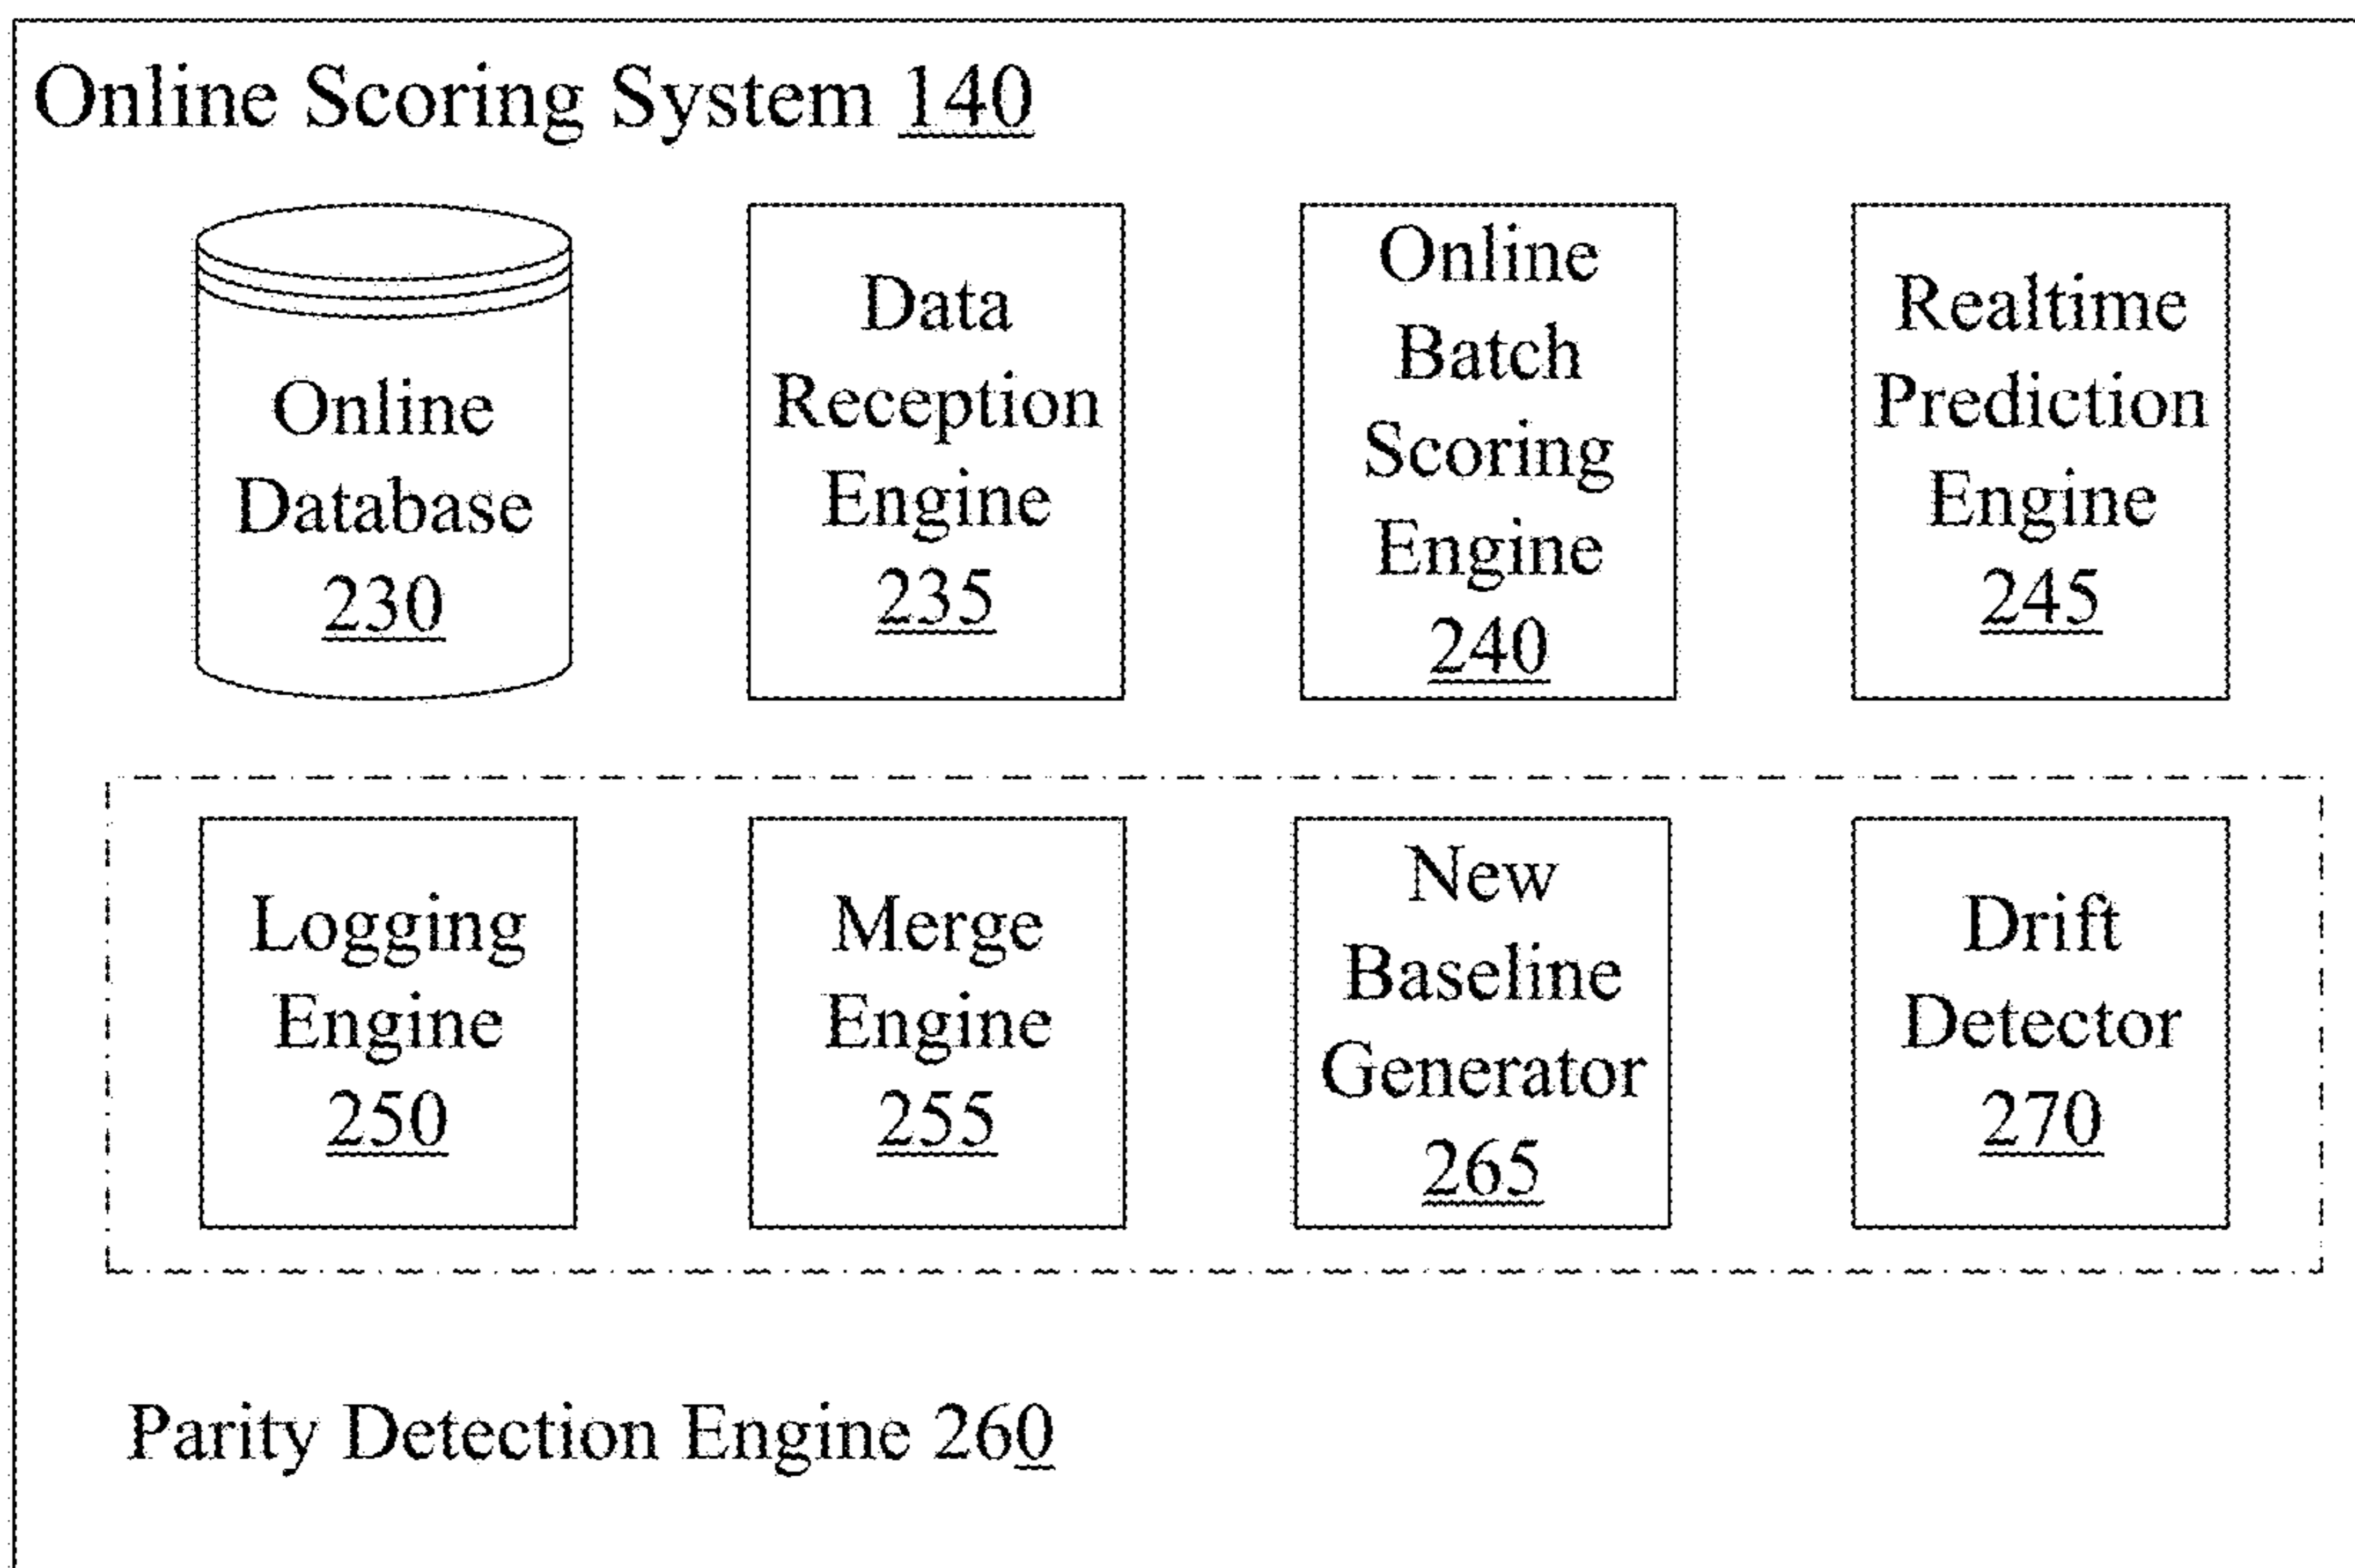 Online Scoring System 140
Online
Database
230
Data
Reception
Engine
235
Online
Batch
Scoring
Engine
240
Realtime
Prediction
Engine
245
Logging
Engine
250
Merge
Engine
255
New
Baseline
Generator
265
Drift
Detector
270
Parity Detection Engine 260